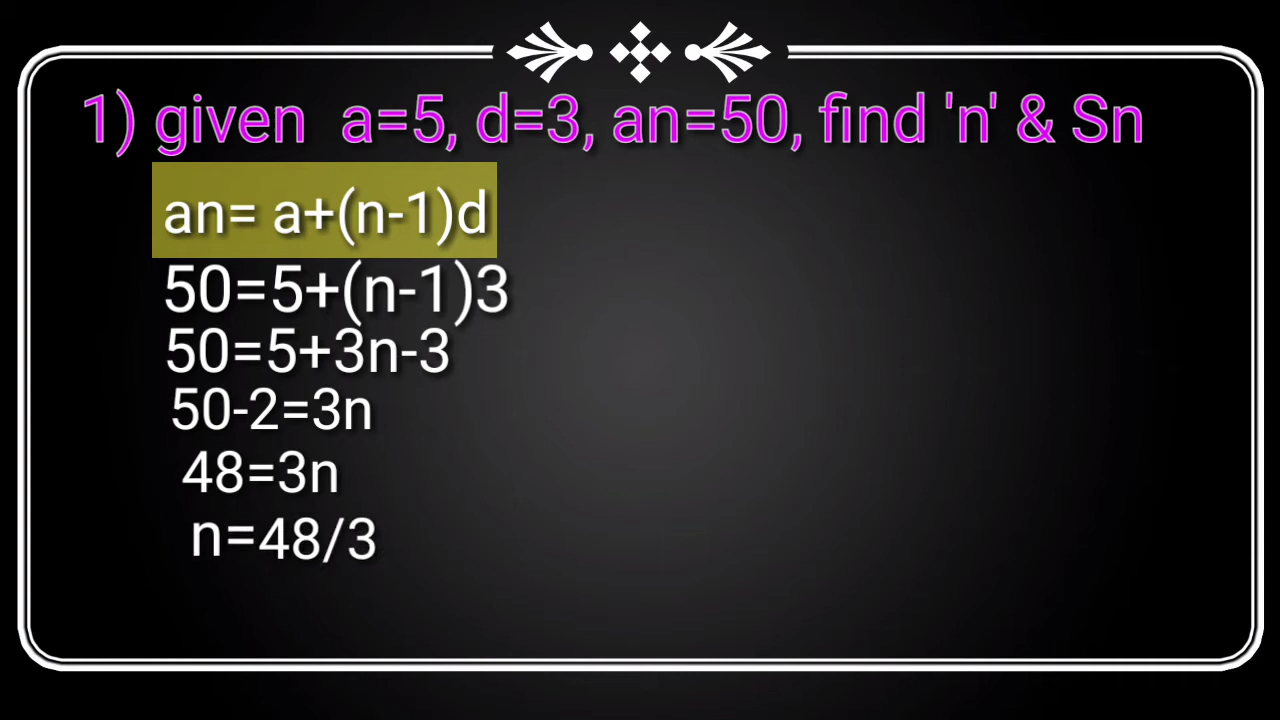 1) given a=5, d=3, an=50, find 'n' & Sn
an= a+(n-1)d
50=5+(n-1)3
50=5+3n-3
50-2=3n
48=3n
n=48/3